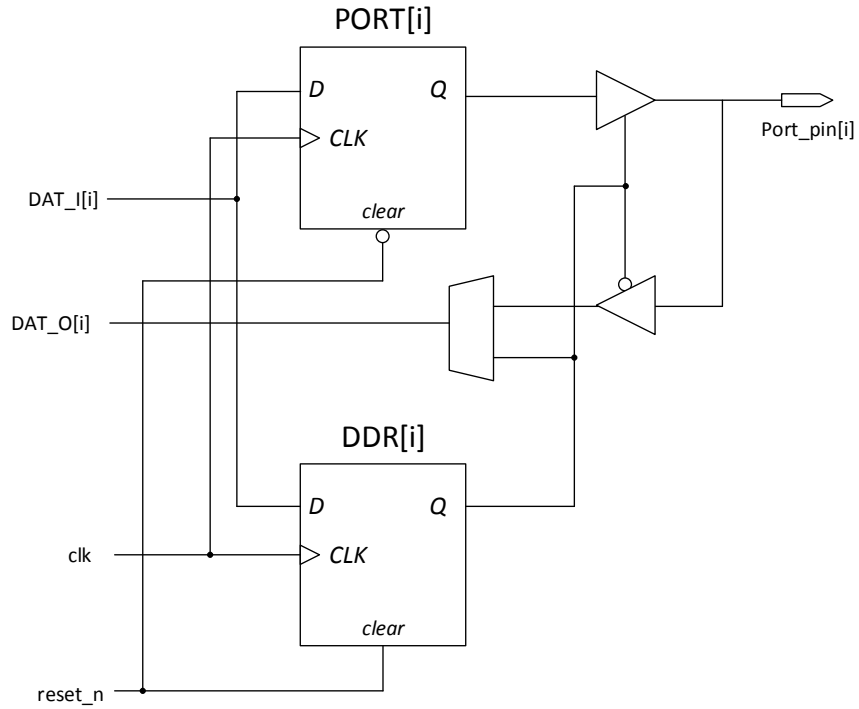 PORT[i]
D
Q
CLK
Port_pin[i]
DAT_I[i]
clear
DAT_O[i]
DDR[i]
D
Q
clk
CLK
clear
reset_n